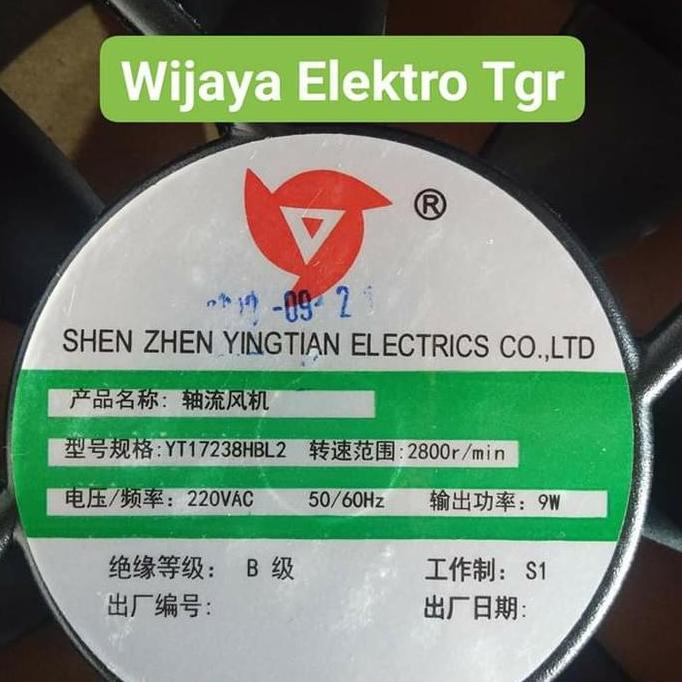 Wijaya Elektro Tgr
®
-09- 2
SHEN ZHEN YINGTIAN ELECTRICS CO.,LTD
产品名称: 轴流风机
型号规格:YT17238HBL2 转速范围:2800r/min
电压/频率: 220VAC 50/60Hz 输出功率: 9W
绝缘等级: B 级 工作制: S1
出厂编号: 出厂日期: